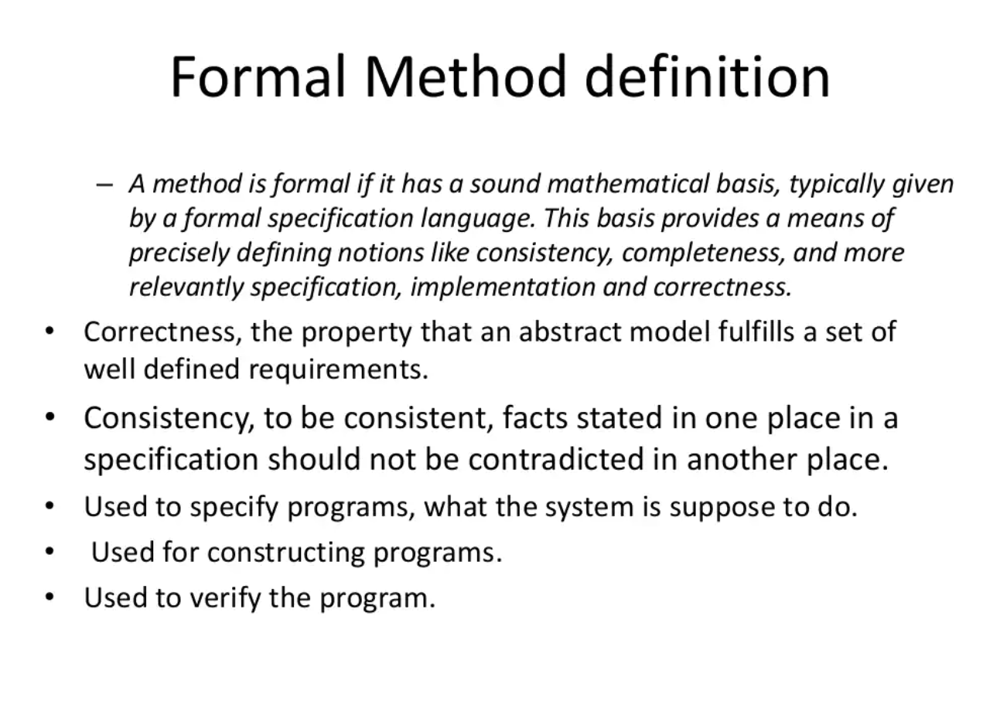 Formal Method definition
– A method is formal if it has a sound mathematical basis, typically given
by a formal specification language. This basis provides a means of
precisely defining notions like consistency, completeness, and more
relevantly specification, implementation and correctness.
• Correctness, the property that an abstract model fulfills a set of
well defined requirements.
• Consistency, to be consistent, facts stated in one place in a
specification should not be contradicted in another place.
• Used to specify programs, what the system is suppose to do.
• Used for constructing programs.
• Used to verify the program.